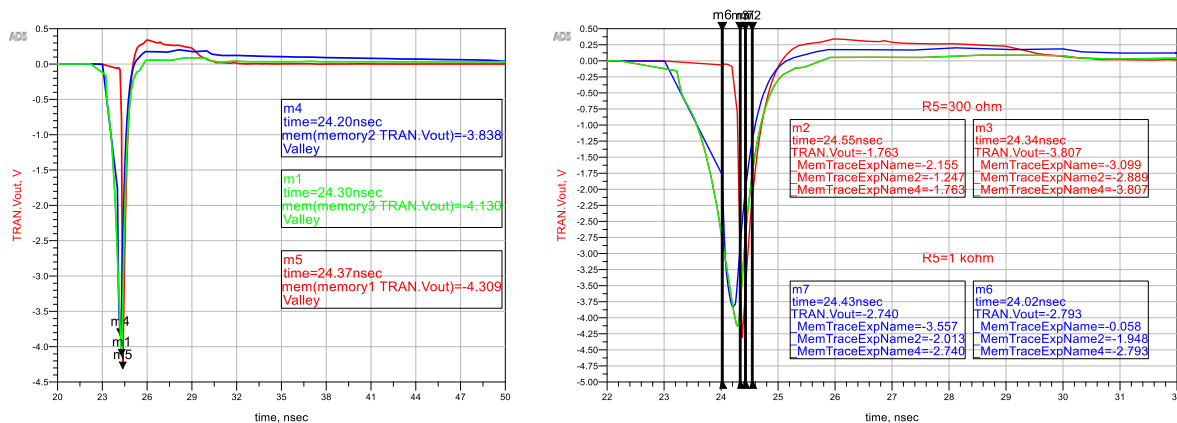 AD5
TRAN.Vout, V
0.5
0.0
-0.5
-1.0
-1.5
-2.0
-2.5
-3.0
-3.5
-4.0
-4.5
m4
time=24.20nsec
mem(memory2 TRAN.Vout)=-3.838
Valley
m1
time=24.30nsec
mem(memory3 TRAN.Vout)=-4.130
Valley
m5
time=24.37nsec
mem(memory1 TRAN.Vout)=-4.309
Valley
m4
m1
m5
20 23 26 29 32 35 38 41 44 47 50
time, nsec
AD5
m6 m2
TRAN.Vout, V
0.50
0.25
0.00
-0.25
-0.50
-0.75
-1.00
-1.25
-1.50
-1.75
-2.00
-2.25
-2.50
-2.75
-3.00
-3.25
-3.50
-3.75
-4.00
-4.25
-4.50
-4.75
-5.00
R5=300 ohm
m2
time=24.55nsec
TRAN.Vout=-1.763
_MemTraceExpName=-2.155
_MemTraceExpName2=-1.247
_MemTraceExpName4=-1.763
m3
time=24.34nsec
TRAN.Vout=-3.807
_MemTraceExpName=-3.099
_MemTraceExpName2=-2.889
_MemTraceExpName4=-3.807
R5=1 kohm
m7
time=24.43nsec
TRAN.Vout=-2.740
_MemTraceExpName=-3.557
_MemTraceExpName2=-2.013
_MemTraceExpName4=-2.740
m6
time=24.02nsec
TRAN.Vout=-2.793
_MemTraceExpName=-0.058
_MemTraceExpName2=-1.948
_MemTraceExpName4=-2.793
22 23 24 25 26 27 28 29 30 31
time, nsec